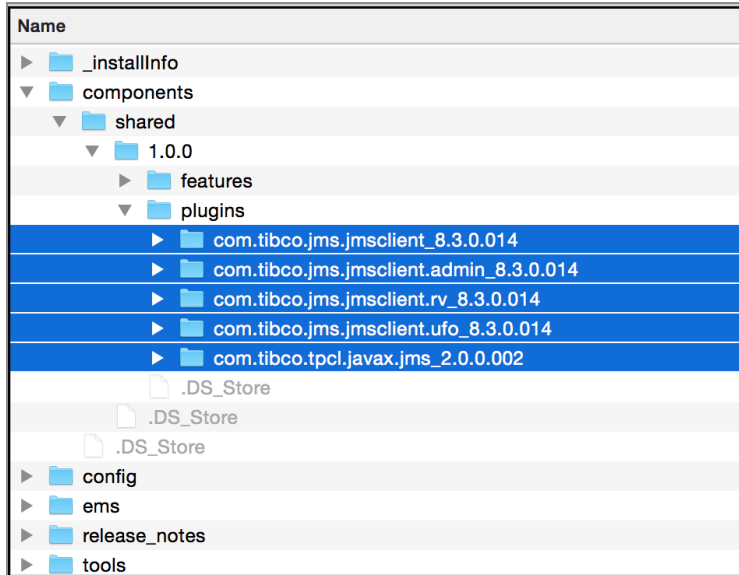 Name
_installInfo
components
shared
1.0.0
features
plugins
com.tibco.jms.jmsclient_8.3.0.014
com.tibco.jms.jmsclient.admin_8.3.0.014
com.tibco.jms.jmsclient.rv_8.3.0.014
com.tibco.jms.jmsclient.ufo_8.3.0.014
com.tibco.tpcl.javax.jms_2.0.0.002
.DS_Store
.DS_Store
.DS_Store
config
ems
release_notes
tools